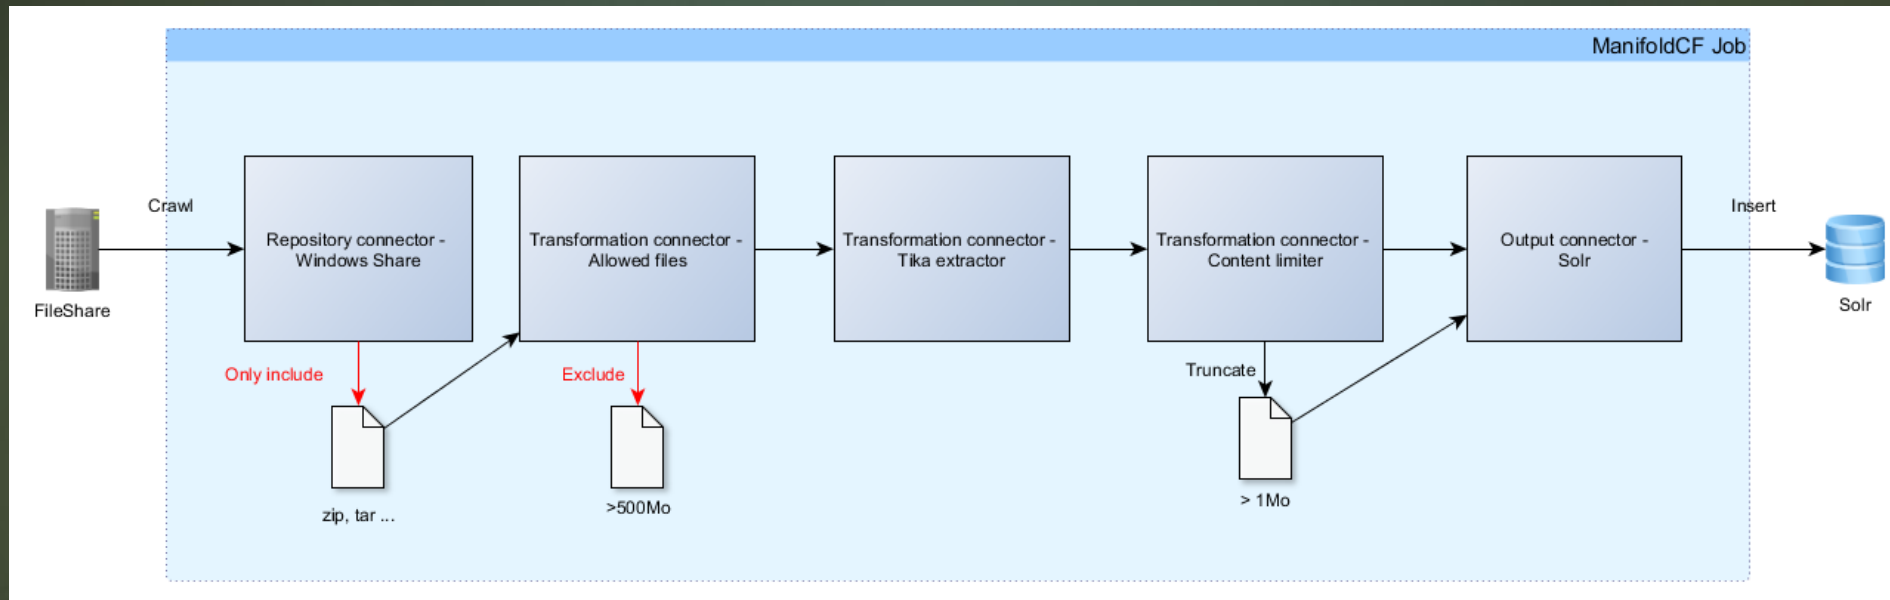 ManifoldCF Job
Crawl
Insert
Repository connector -
Windows Share
Transformation connector -
Allowed files
Transformation connector -
Tika extractor
Transformation connector -
Content limiter
Output connector -
Solr
FileShare
Solr
Only include
Exclude
Truncate
zip, tar ...
>500Mo
> 1Mo